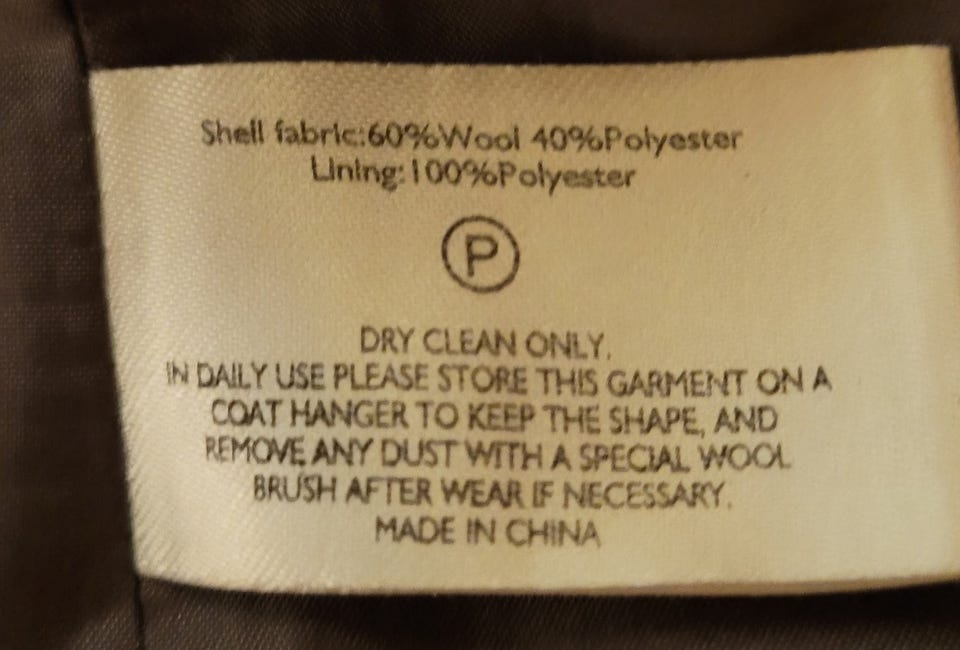 Shell fabric:60%Wool 40%Polyester
Lining:100%Polyester
P
DRY CLEAN ONLY.
IN DAILY USE PLEASE STORE THIS GARMENT ON A
COAT HANGER TO KEEP THE SHAPE, AND
REMOVE ANY DUST WITH A SPECIAL WOOL
BRUSH AFTER WEAR IF NECESSARY.
MADE IN CHINA